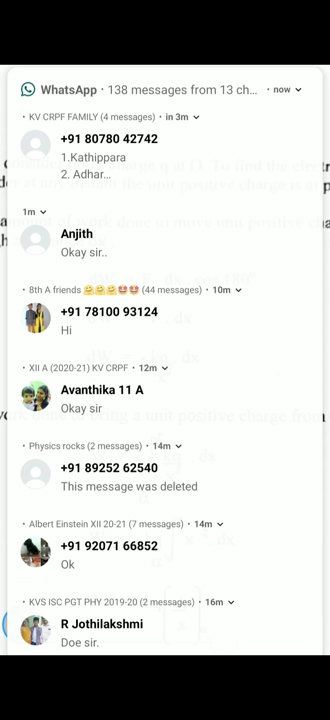 WhatsApp · 138 messages from 13 ch... · now
· KV CRPF FAMILY (4 messages) · in 3m
+91 80780 42742
1.Kathippara
2. Adhar...
1m
Anjith
Okay sir..
· 8th A friends 🤗🤗🤗🤩🤩 (44 messages) · 10m
+91 78100 93124
Hi
· XII A (2020-21) KV CRPF · 12m
Avanthika 11 A
Okay sir
· Physics rocks (2 messages) · 14m
+91 89252 62540
This message was deleted
· Albert Einstein XII 20-21 (7 messages) · 14m
+91 92071 66852
Ok
· KVS ISC PGT PHY 2019-20 (2 messages) · 16m
R Jothilakshmi
Doe sir.